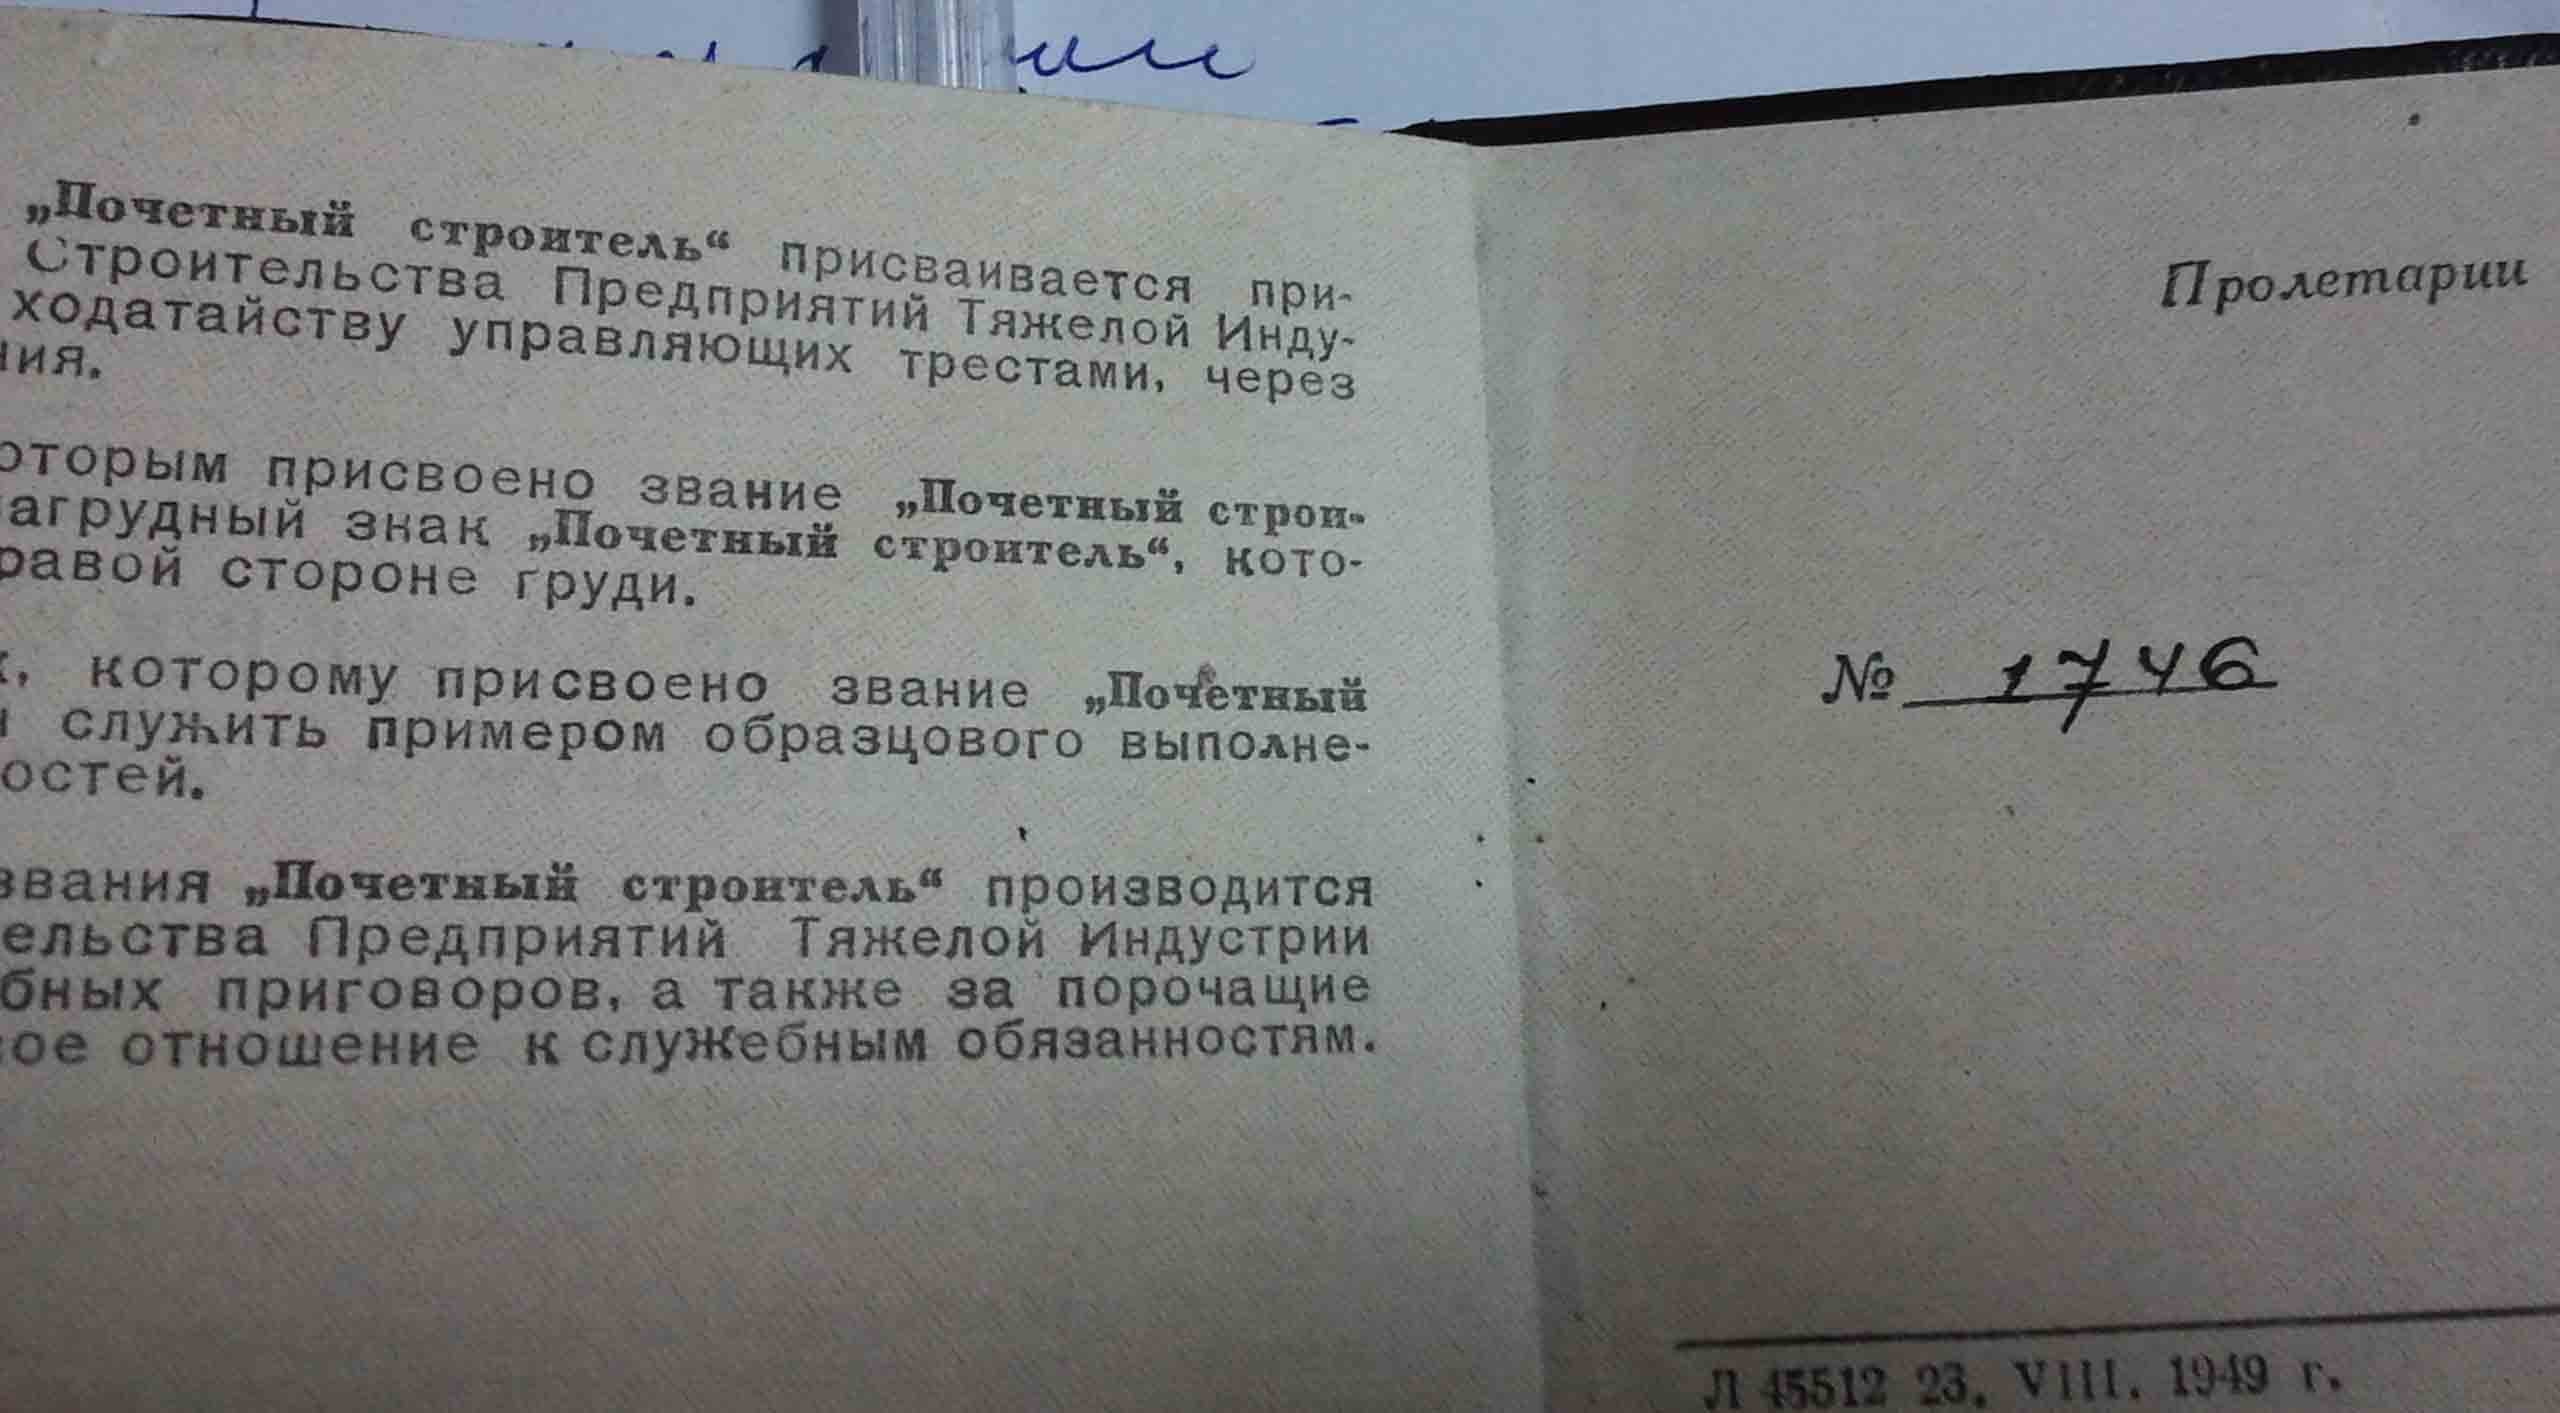 „Почетный строитель“ присваивается при-
Строительства Предприятий Тяжелой Инду-
ходатайству управляющих трестами, через
ния.
оторым присвоено звание „Почетный строи-
агрудный знак „Почетный строитель“, кото-
равой стороне груди.
, которому присвоено звание „Почетный
служить примером образцового выполне-
остей.
звания „Почетный строитель“ производится
ельства Предприятий Тяжелой Индустрии
бных приговоров, а также за порочащие
ое отношение к служебным обязанностям.
Пролетарии
№ 1746
Л 45512 23. VIII. 1949 г.